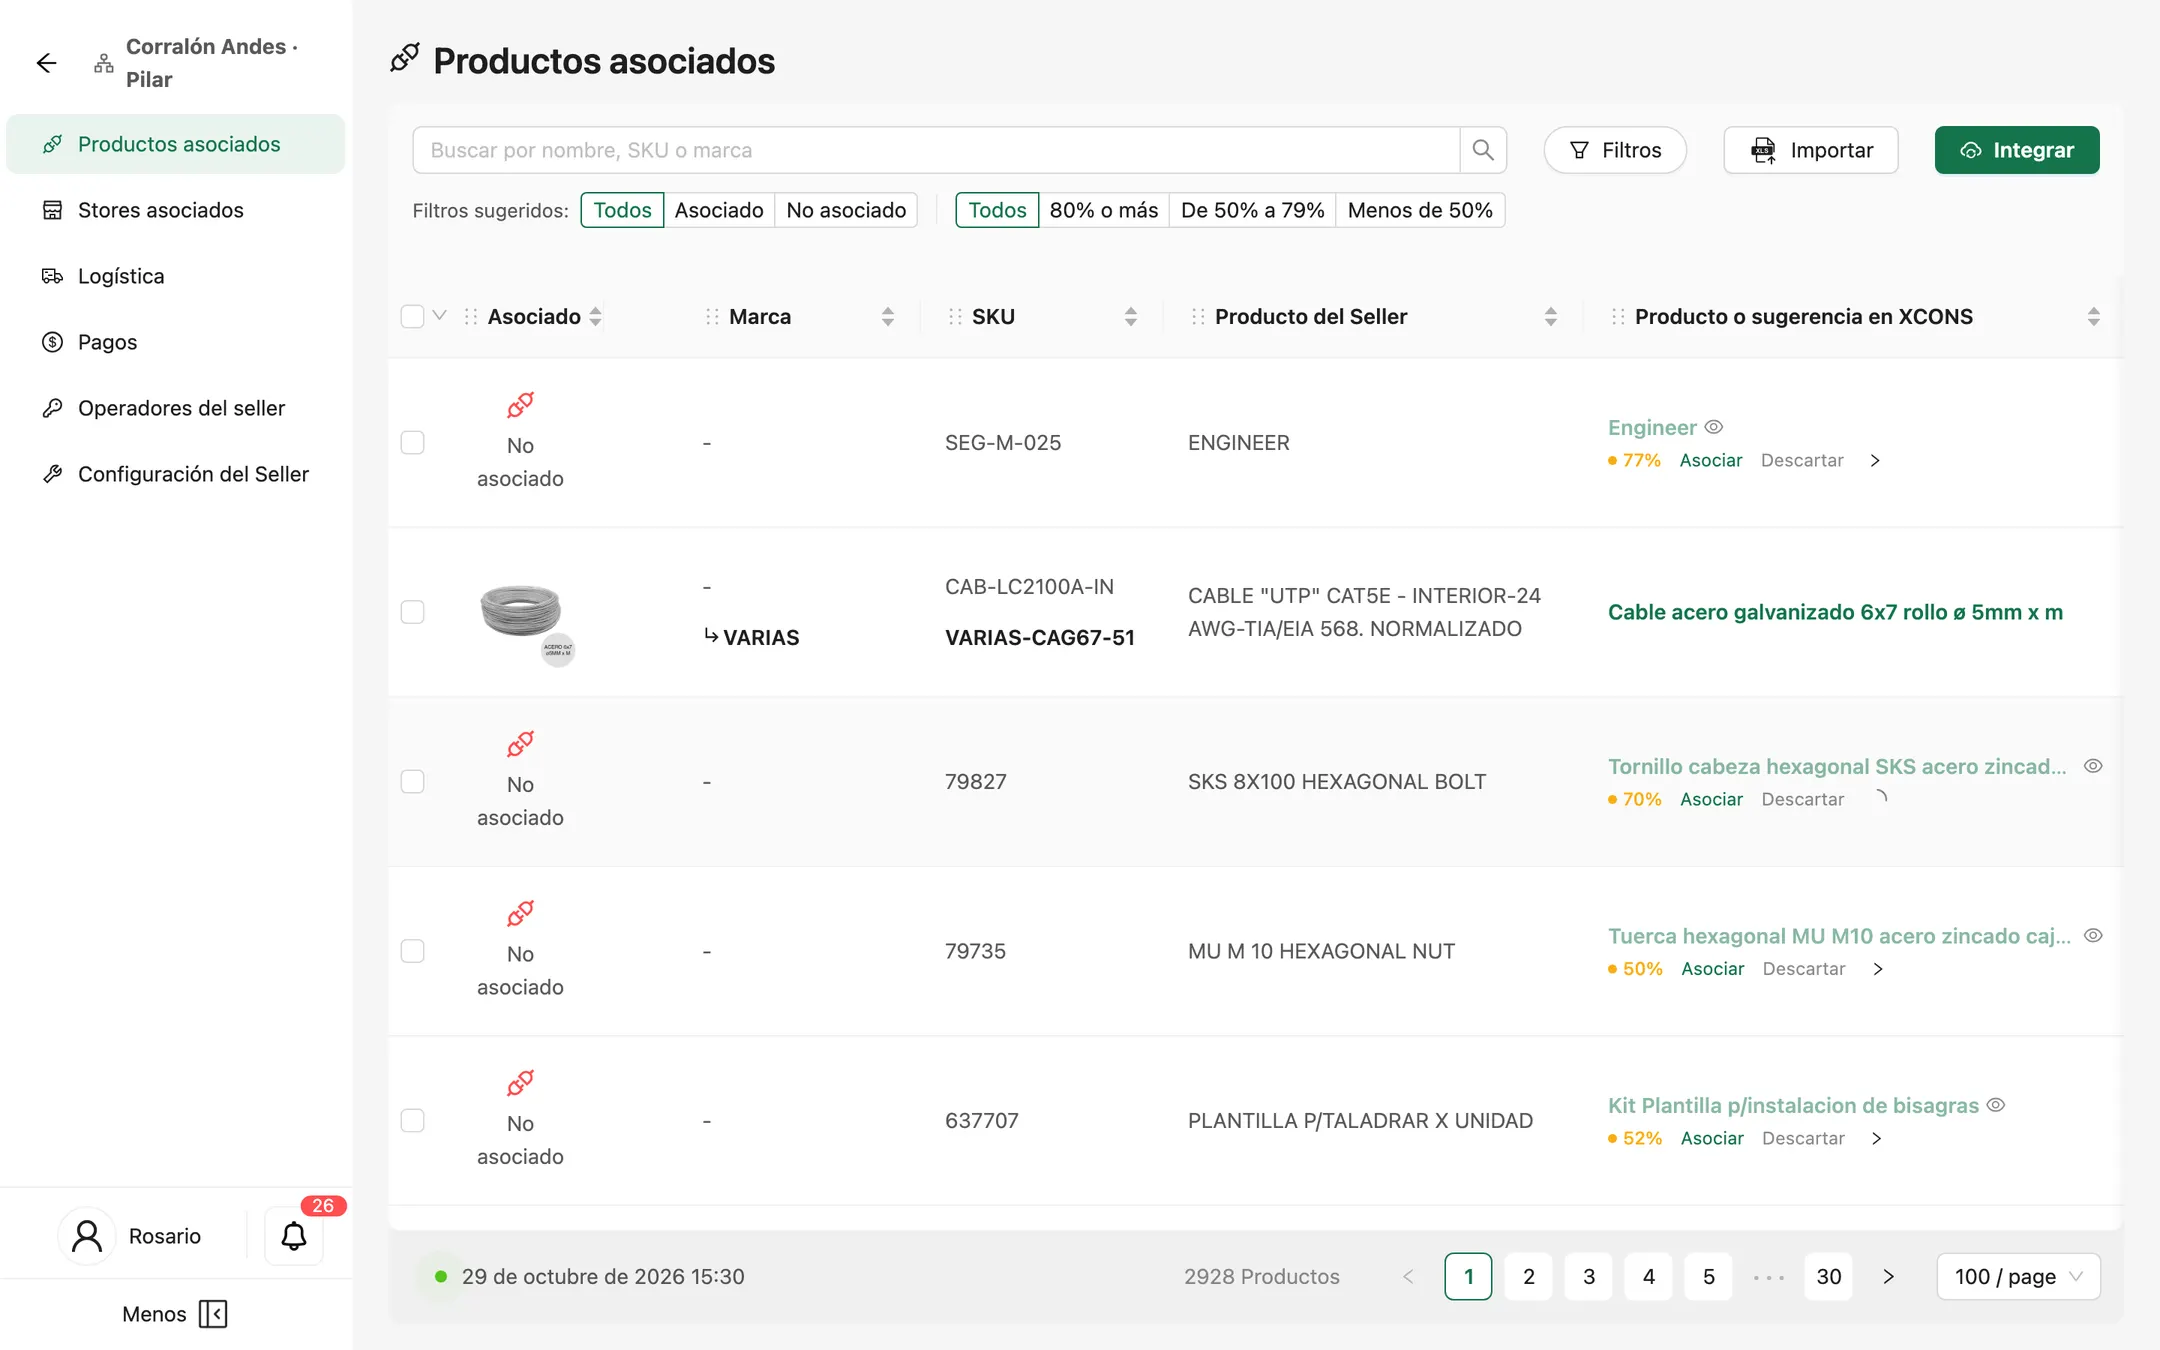 Corralón Andes ·
Pilar
Productos asociados
Stores asociados
Logística
Pagos
Operadores del seller
Configuración del Seller
Rosario
26
Menos
Productos asociados
Buscar por nombre, SKU o marca
Filtros
XLS
Importar
Integrar
Filtros sugeridos: Todos Asociado No asociado Todos 80% o más De 50% a 79% Menos de 50%
Asociado Marca SKU Producto del Seller Producto o sugerencia en XCONS
No
asociado
-
SEG-M-025
ENGINEER
Engineer
77% Asociar Descartar
ACERO 6x7
ø5MM x M
-
VARIAS
CAB-LC2100A-IN
VARIAS-CAG67-51
CABLE "UTP" CAT5E - INTERIOR-24
AWG-TIA/EIA 568. NORMALIZADO
Cable acero galvanizado 6x7 rollo ø 5mm x m
No
asociado
-
79827
SKS 8X100 HEXAGONAL BOLT
Tornillo cabeza hexagonal SKS acero zincad...
70% Asociar Descartar
No
asociado
-
79735
MU M 10 HEXAGONAL NUT
Tuerca hexagonal MU M10 acero zincado caj...
50% Asociar Descartar
No
asociado
-
637707
PLANTILLA P/TALADRAR X UNIDAD
Kit Plantilla p/instalacion de bisagras
52% Asociar Descartar
29 de octubre de 2026 15:30
2928 Productos
1 2 3 4 5 ••• 30
100 / page